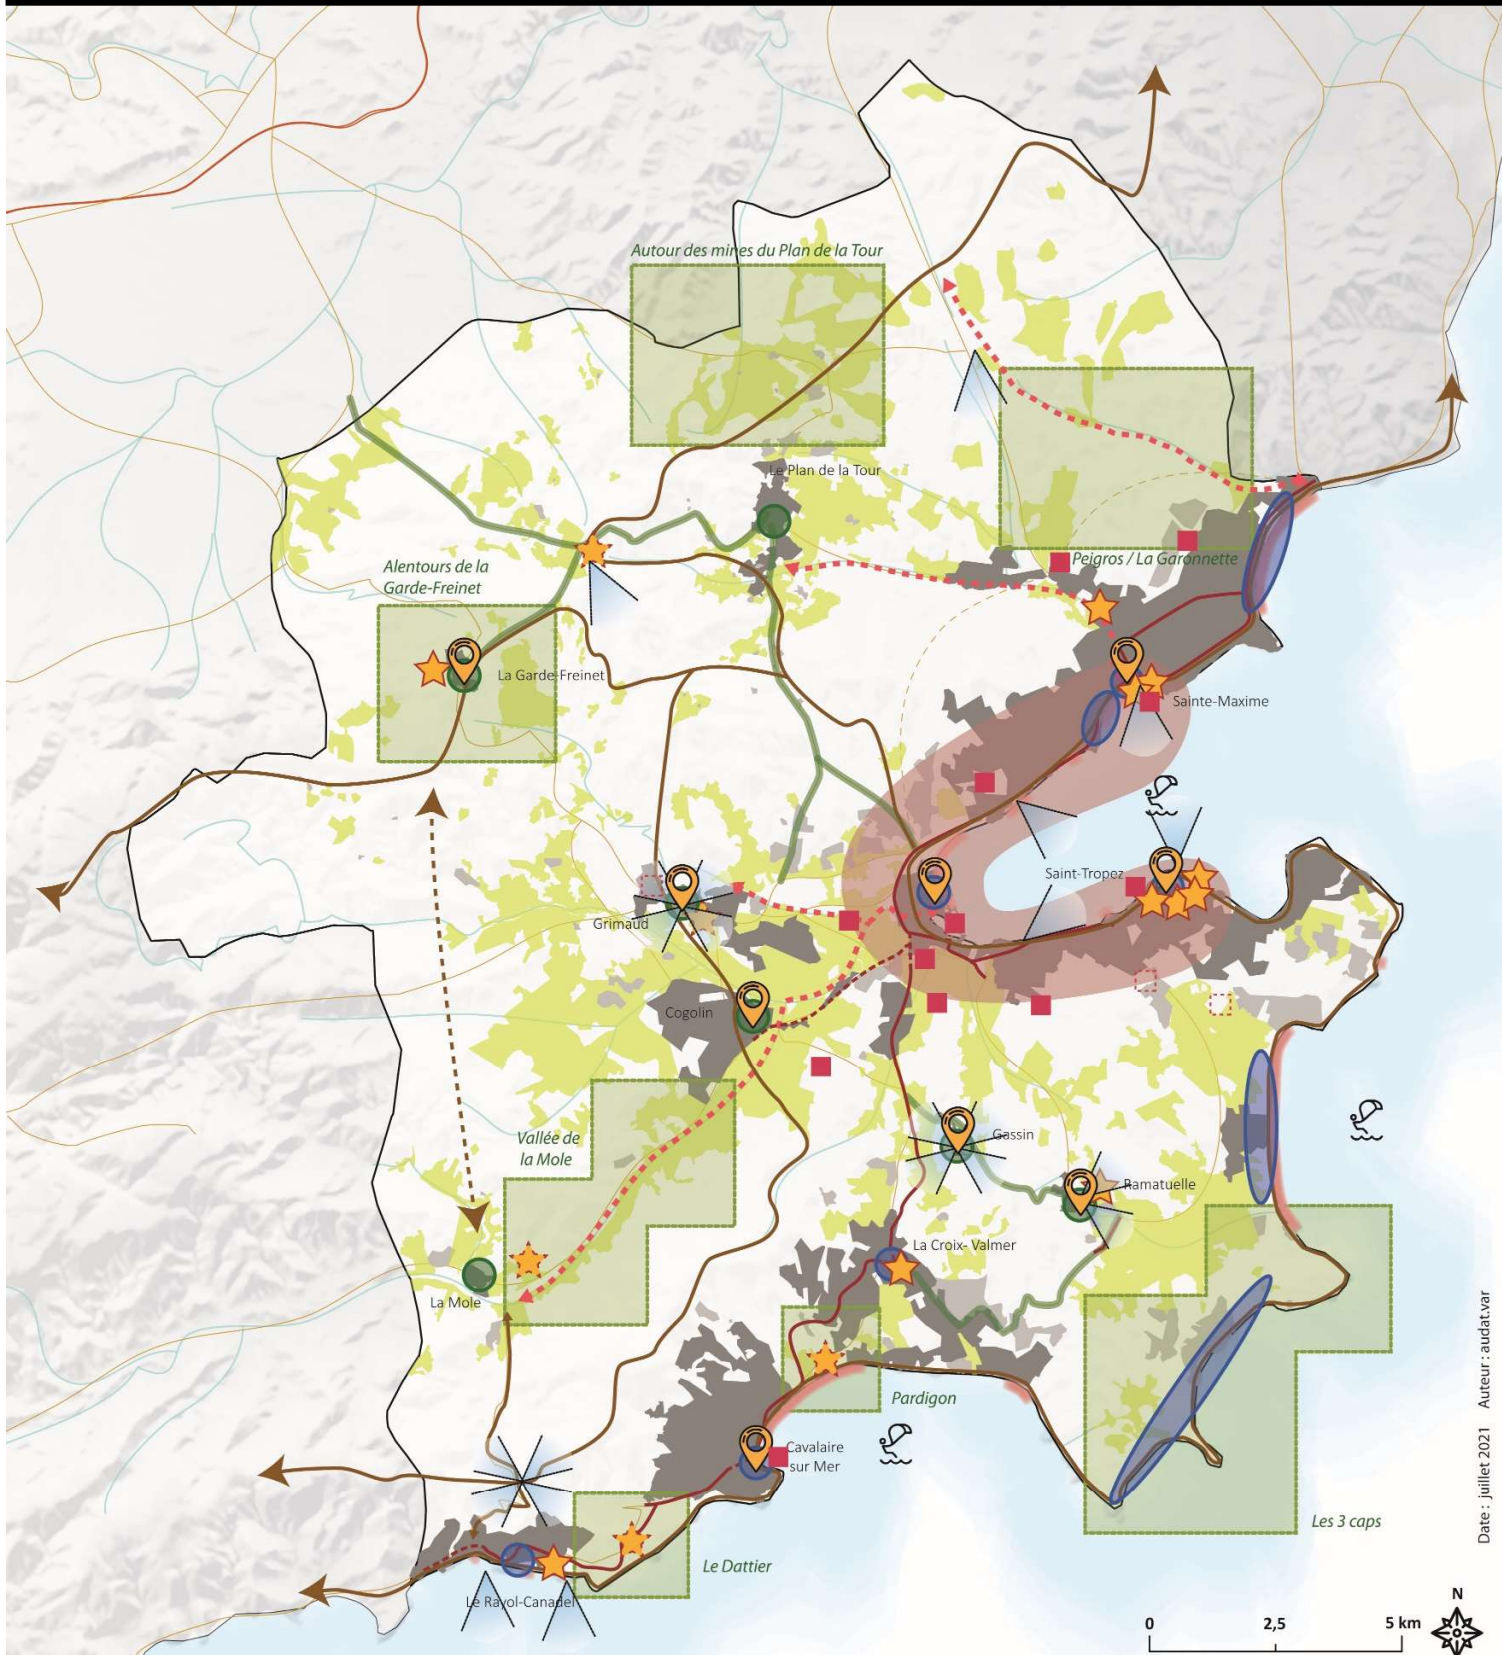 Autour des mines du Plan de la Tour
Le Plan de la Tour
Peigros / La Garonnette
Alentours de la
Garde-Freinet
La Garde-Freinet
Sainte-Maxime
Saint-Tropez
Grimaud
Cogolin
Vallée de
la Mole
Gassin
Ramatuelle
La Croix- Valmer
La Mole
Pardigon
Cavalaire
sur Mer
Les 3 caps
Le Dattier
Le Rayol-Canadel
Date : juillet 2021 Auteur : audat.var
N
0 2,5 5 km